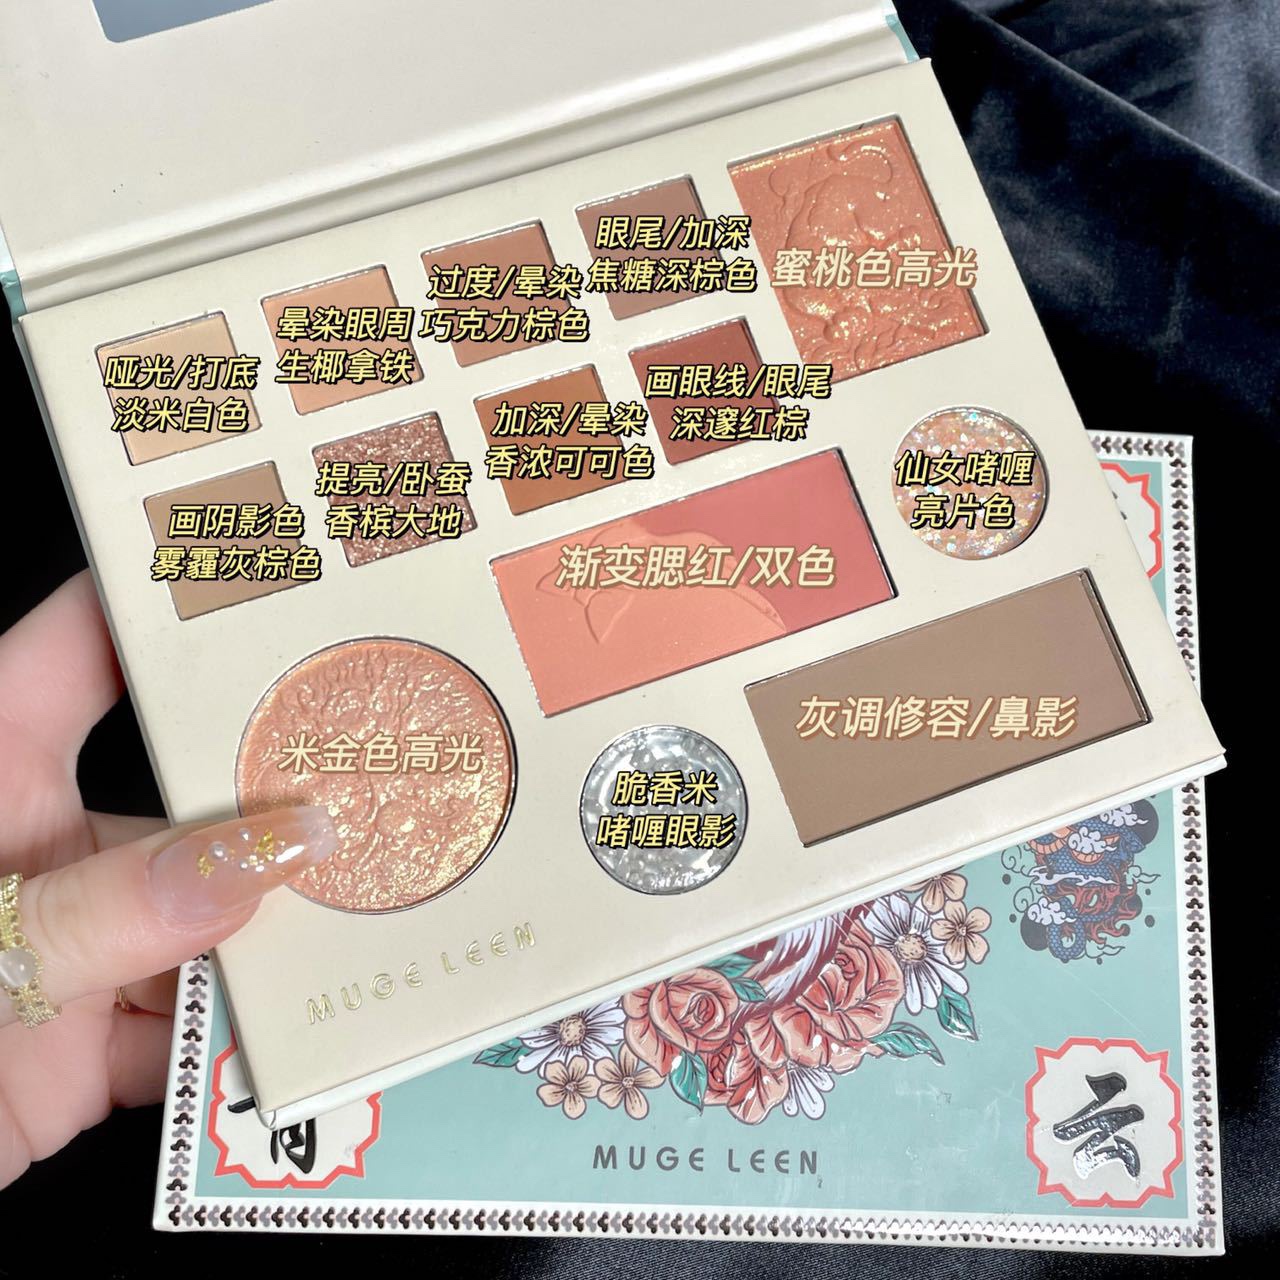 眼尾/加深
焦糖深棕色
蜜桃色高光
过度/晕染
巧克力棕色
晕染眼周
生椰拿铁
哑光/打底
淡米白色
画眼线/眼尾
深邃红棕
加深/晕染
香浓可可色
提亮/卧蚕
香槟大地
仙女啫喱
亮片色
画阴影色
雾霾灰棕色
渐变腮红/双色
灰调修容/鼻影
米金色高光
脆香米
啫喱眼影
MUGE LEEN
云
MUGE LEEN